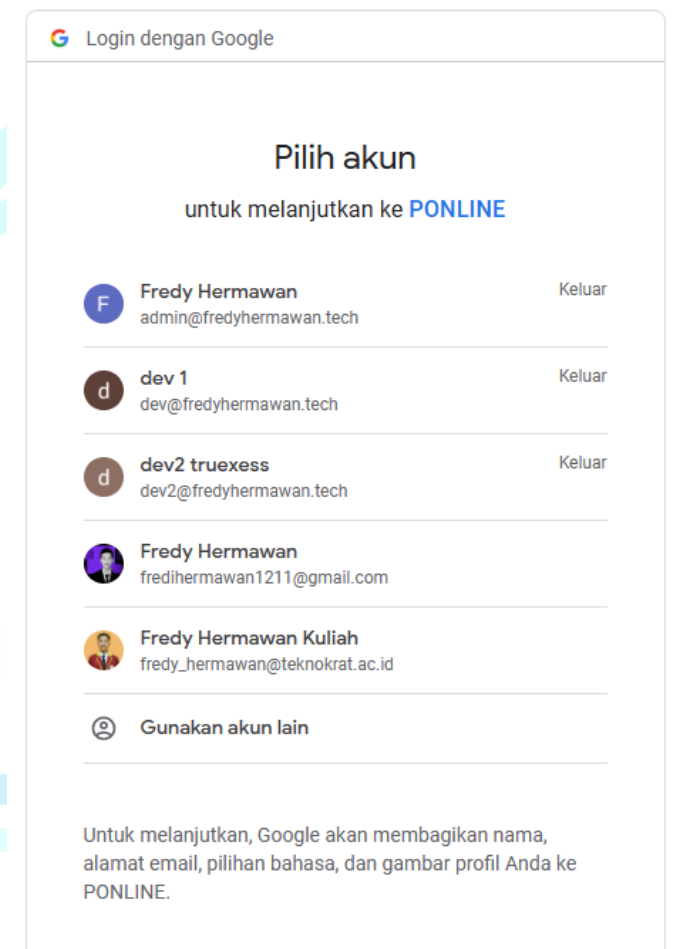 Login dengan Google
Pilih akun
untuk melanjutkan ke PONLINE
F
Fredy Hermawan
Keluar
admin@fredyhermawan.tech
d
dev 1
Keluar
dev@fredyhermawan.tech
d
dev2 truexess
Keluar
dev2@fredyhermawan.tech
Fredy Hermawan
fredihermawan1211@gmail.com
Fredy Hermawan Kuliah
fredy_hermawan@teknokrat.ac.id
Gunakan akun lain
Untuk melanjutkan, Google akan membagikan nama,
alamat email, pilihan bahasa, dan gambar profil Anda ke
PONLINE.